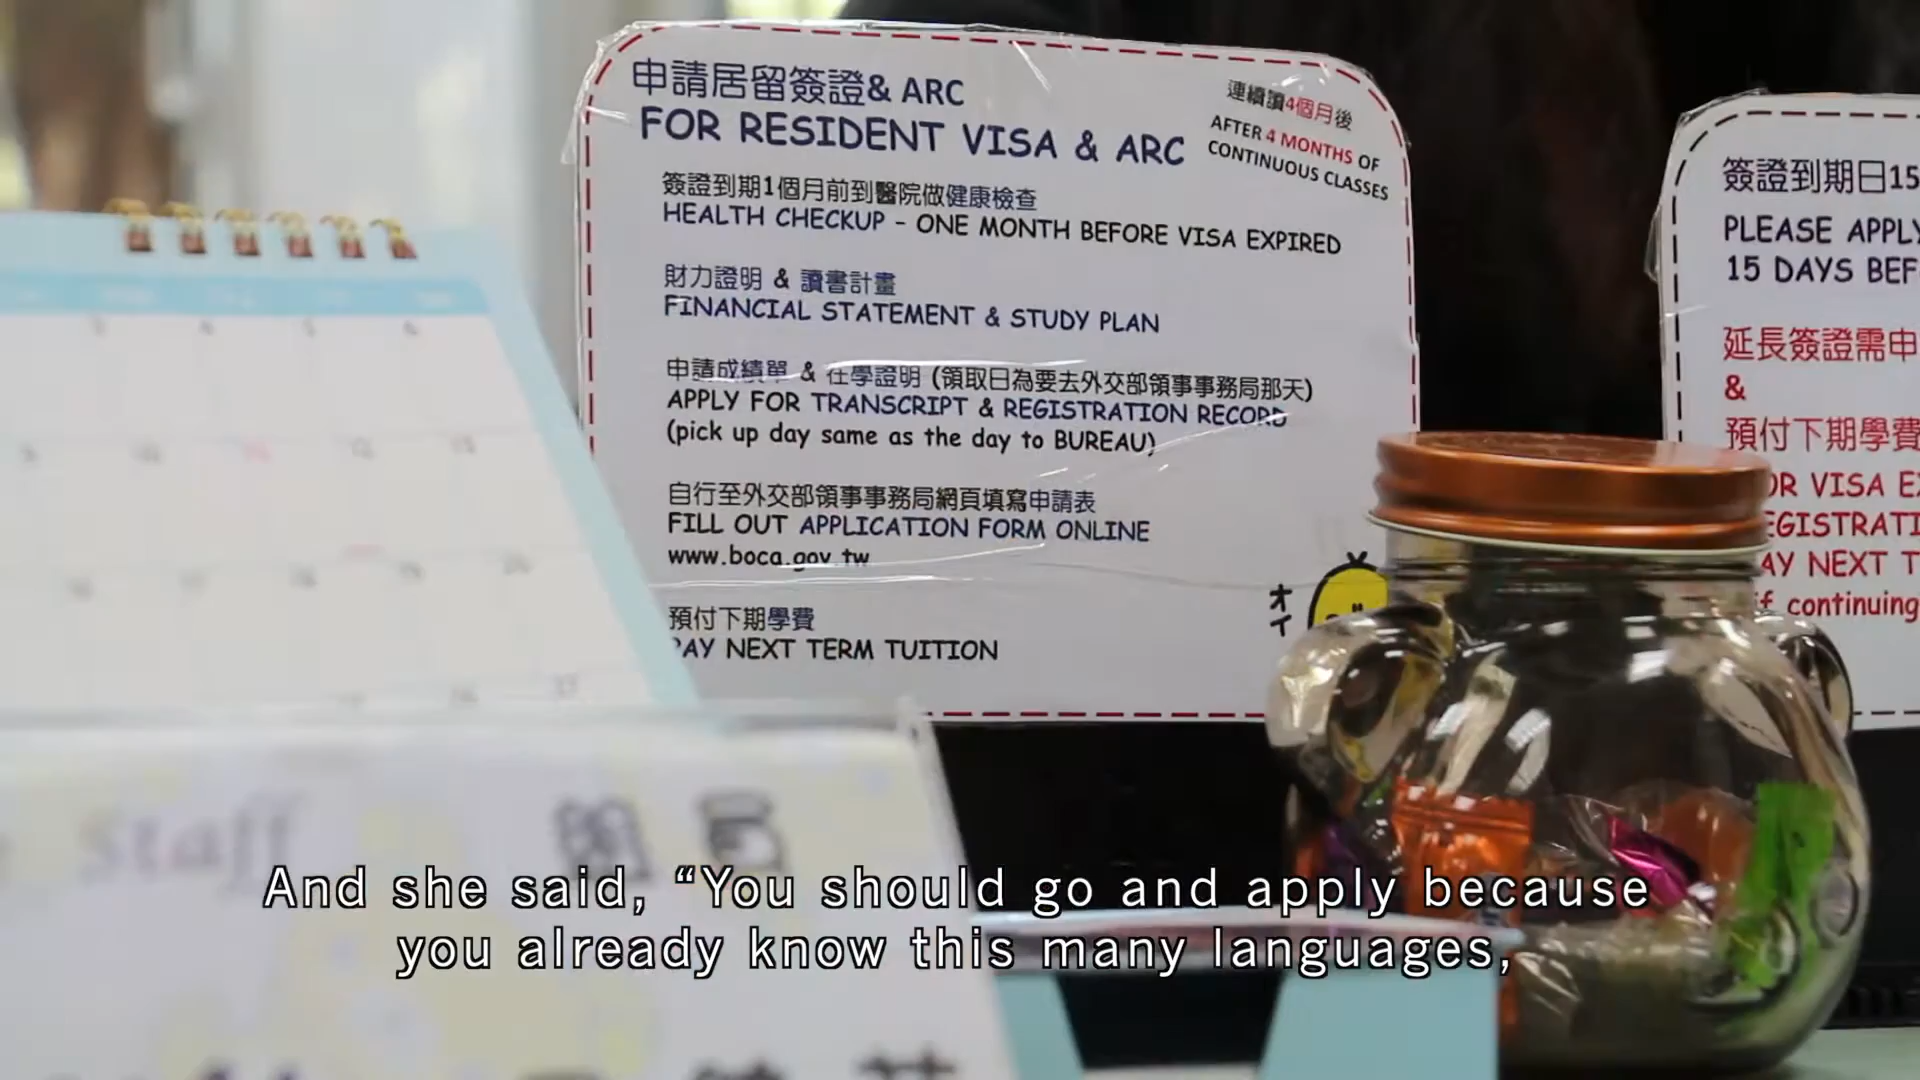 申請居留簽證& ARC
FOR RESIDENT VISA & ARC
連續讀4個月後
AFTER 4 MONTHS OF
CONTINUOUS CLASSES
簽證到期1個月前到醫院做健康檢查
HEALTH CHECKUP - ONE MONTH BEFORE VISA EXPIRED
財力證明 & 讀書計畫
FINANCIAL STATEMENT & STUDY PLAN
申請成績單 & 在學證明 (領取日為要去外交部領事事務局那天)
APPLY FOR TRANSCRIPT & REGISTRATION RECORD
(pick up day same as the day to BUREAU)
自行至外交部領事事務局網頁填寫申請表
FILL OUT APPLICATION FORM ONLINE
www.boca.gov.tw
預付下期學費
PAY NEXT TERM TUITION
オイ
簽證到期日15
PLEASE APPLY
15 DAYS BEF
延長簽證需申
&
預付下期學費
OR VISA E
EGISTRATI
AY NEXT T
if continuing
Staff
And she said, “You should go and apply because
you already know this many languages,